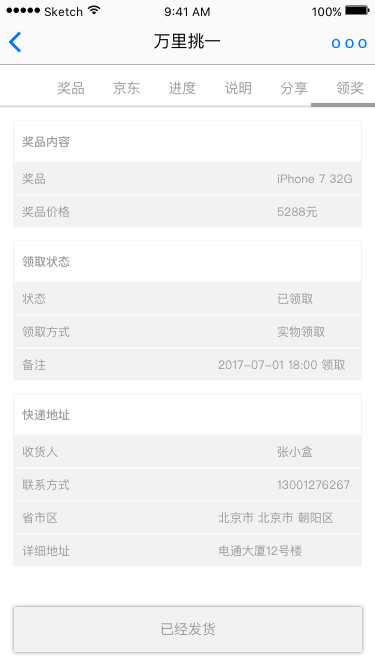 Sketch 9:41 AM 100%
万里挑一
奖品 京东 进度 说明 分享 领奖
奖品内容
奖品 iPhone 7 32G
奖品价格 5288元
领取状态
状态 已领取
领取方式 实物领取
备注 2017-07-01 18:00 领取
快递地址
收货人 张小盒
联系方式 13001276267
省市区 北京市 北京市 朝阳区
详细地址 电通大厦12号楼
已经发货